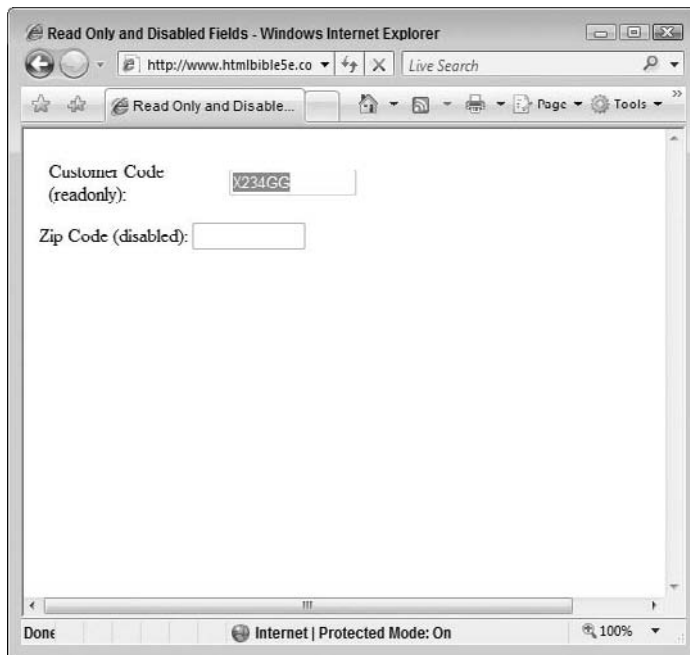 Read Only and Disabled Fields - Windows Internet Explorer
http://www.htmlbible5e.co
Live Search
Read Only and Disable...
Page
Tools
Customer Code
(readonly):
X234GG
Zip Code (disabled):
Done
Internet | Protected Mode: On
100%